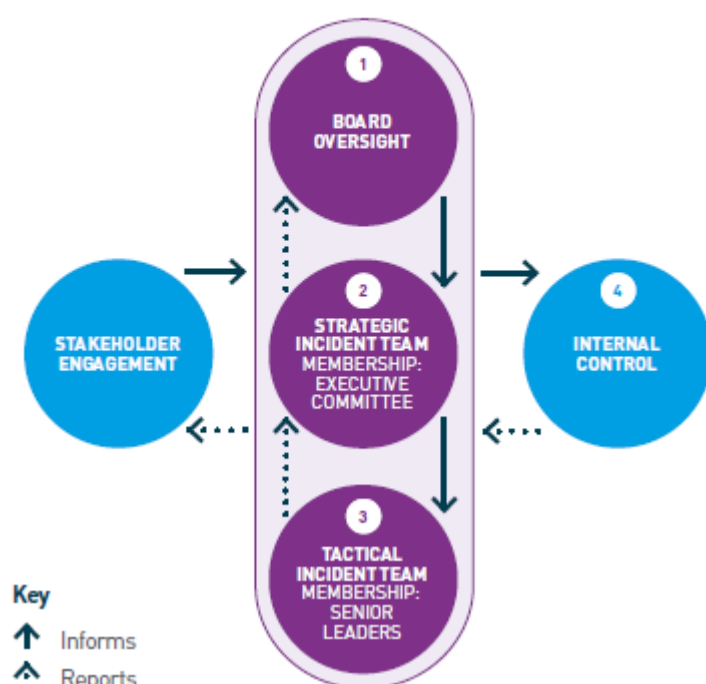 1
BOARD
OVERSIGHT
STAKEHOLDER
ENGAGEMENT
2
STRATEGIC
INCIDENT TEAM
MEMBERSHIP:
EXECUTIVE
COMMITTEE
4
INTERNAL
CONTROL
3
TACTICAL
INCIDENT TEAM
MEMBERSHIP:
SENIOR
LEADERS
Key
Informs
Reports